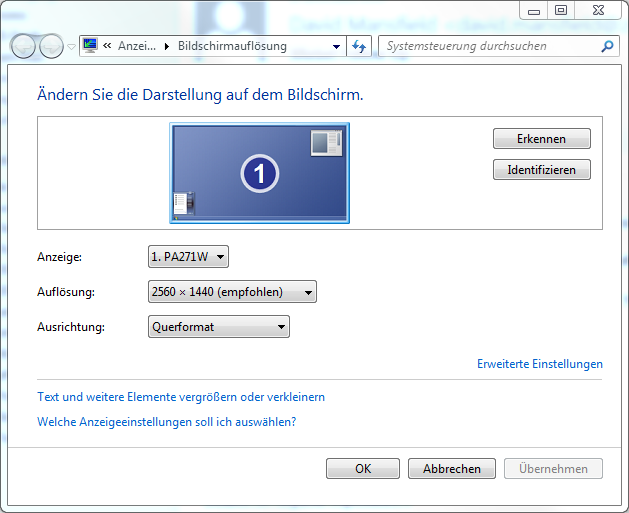 Anzei... Bildschirmauflösung Systemsteuerung durchsuchen
Ändern Sie die Darstellung auf dem Bildschirm.
1
Erkennen
Identifizieren
Anzeige: 1. PA271W
Auflösung: 2560 × 1440 (empfohlen)
Ausrichtung: Querformat
Erweiterte Einstellungen
Text und weitere Elemente vergrößern oder verkleinern
Welche Anzeigeeinstellungen soll ich auswählen?
OK Abbrechen Übernehmen